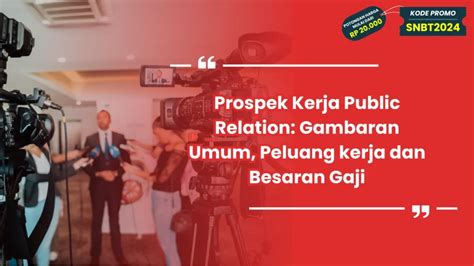 POTONGAN HARGA
MULAI DARI
RP 20.000
KODE PROMO
SNBT2024
Prospek Kerja Public
Relation: Gambaran
Umum, Peluang kerja dan
Besaran Gaji